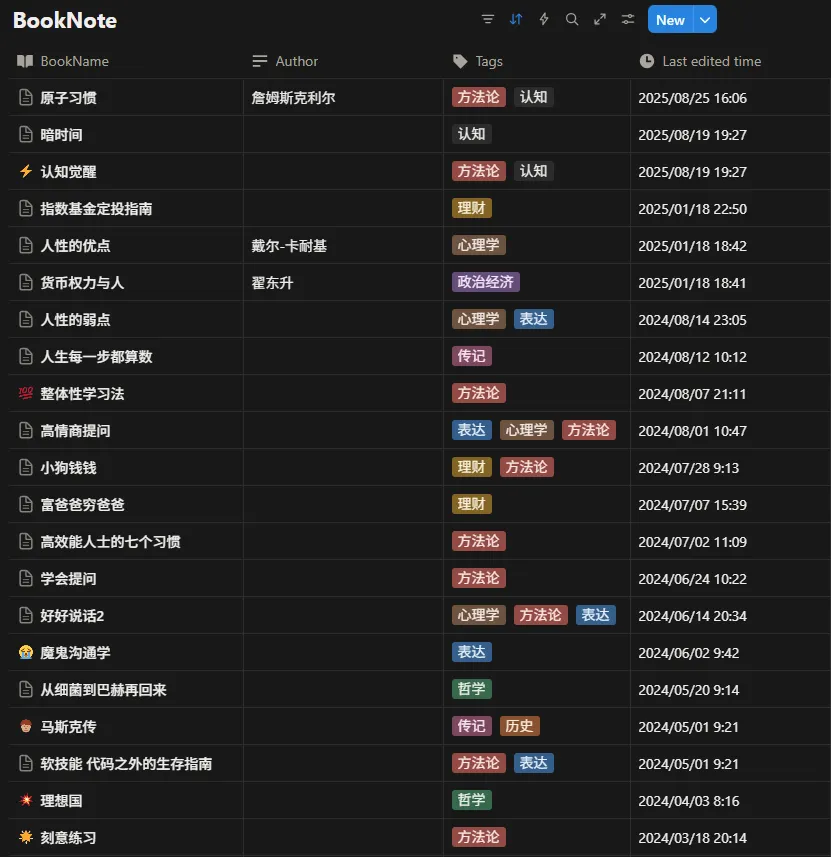 BookNote
New
BookName Author Tags Last edited time
原子习惯 詹姆斯克利尔 方法论 认知 2025/08/25 16:06
暗时间 认知 2025/08/19 19:27
认知觉醒 方法论 认知 2025/08/19 19:27
指数基金定投指南 理财 2025/01/18 22:50
人性的优点 戴尔-卡耐基 心理学 2025/01/18 18:42
货币权力与人 翟东升 政治经济 2025/01/18 18:41
人性的弱点 心理学 表达 2024/08/14 23:05
人生每一步都算数 传记 2024/08/12 10:12
💯 整体性学习法 方法论 2024/08/07 21:11
高情商提问 表达 心理学 方法论 2024/08/01 10:47
小狗钱钱 理财 方法论 2024/07/28 9:13
富爸爸穷爸爸 理财 2024/07/07 15:39
高效能人士的七个习惯 方法论 2024/07/02 11:09
学会提问 方法论 2024/06/24 10:22
好好说话2 心理学 方法论 表达 2024/06/14 20:34
魔鬼沟通学 表达 2024/06/02 9:42
从细菌到巴赫再回来 哲学 2024/05/20 9:14
马斯克传 传记 历史 2024/05/01 9:21
软技能 代码之外的生存指南 方法论 表达 2024/05/01 9:21
理想国 哲学 2024/04/03 8:16
刻意练习 方法论 2024/03/18 20:14